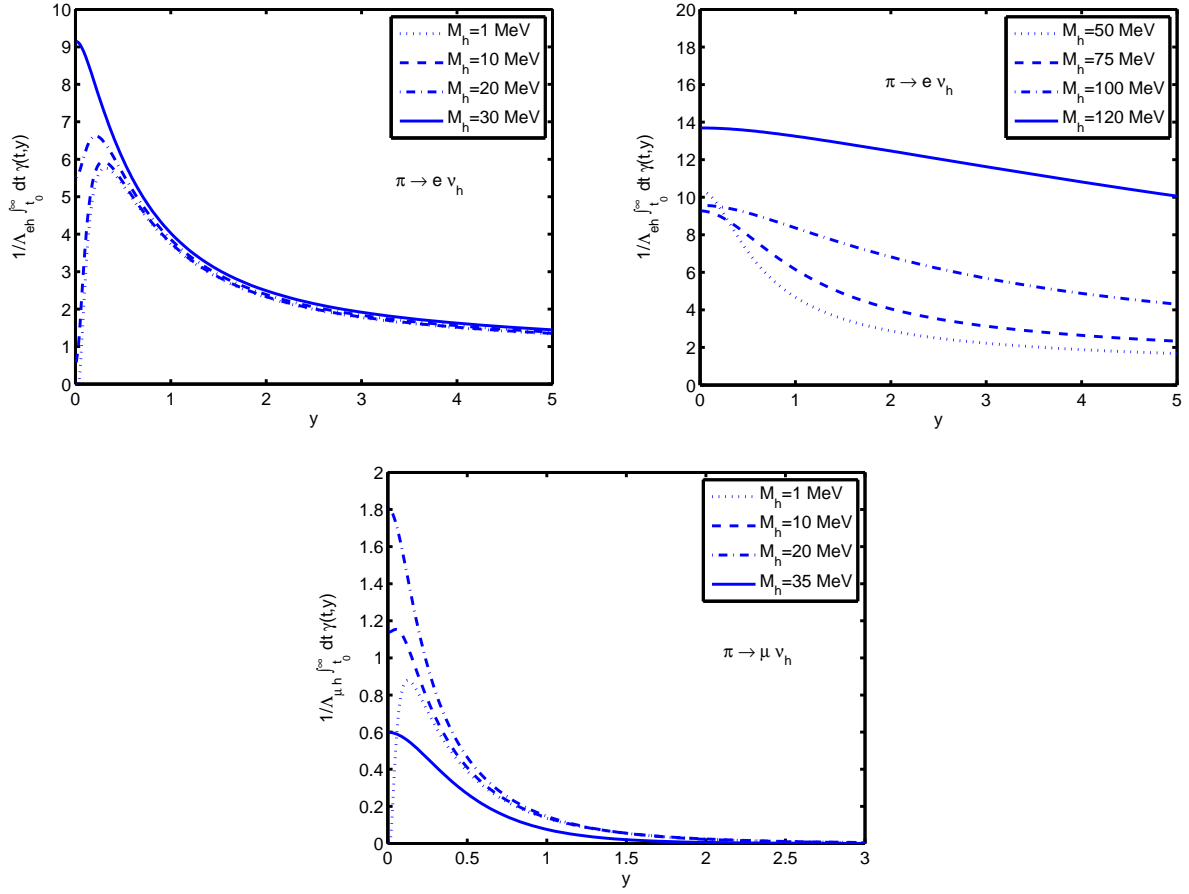 10
9
8
7
6
5
4
3
2
1
0
0 1 2 3 4 5
y
1/Λ_eh ∫_t_0^∞ dt γ(t,y)
M_h=1 MeV
M_h=10 MeV
M_h=20 MeV
M_h=30 MeV
π → e ν_h
20
18
16
14
12
10
8
6
4
2
0
0 1 2 3 4 5
y
1/Λ_eh ∫_t_0^∞ dt γ(t,y)
M_h=50 MeV
M_h=75 MeV
M_h=100 MeV
M_h=120 MeV
π → e ν_h
2
1.8
1.6
1.4
1.2
1
0.8
0.6
0.4
0.2
0
0 0.5 1 1.5 2 2.5 3
y
1/Λ_μ h ∫_t_0^∞ dt γ(t,y)
M_h=1 MeV
M_h=10 MeV
M_h=20 MeV
M_h=35 MeV
π → μ ν_h